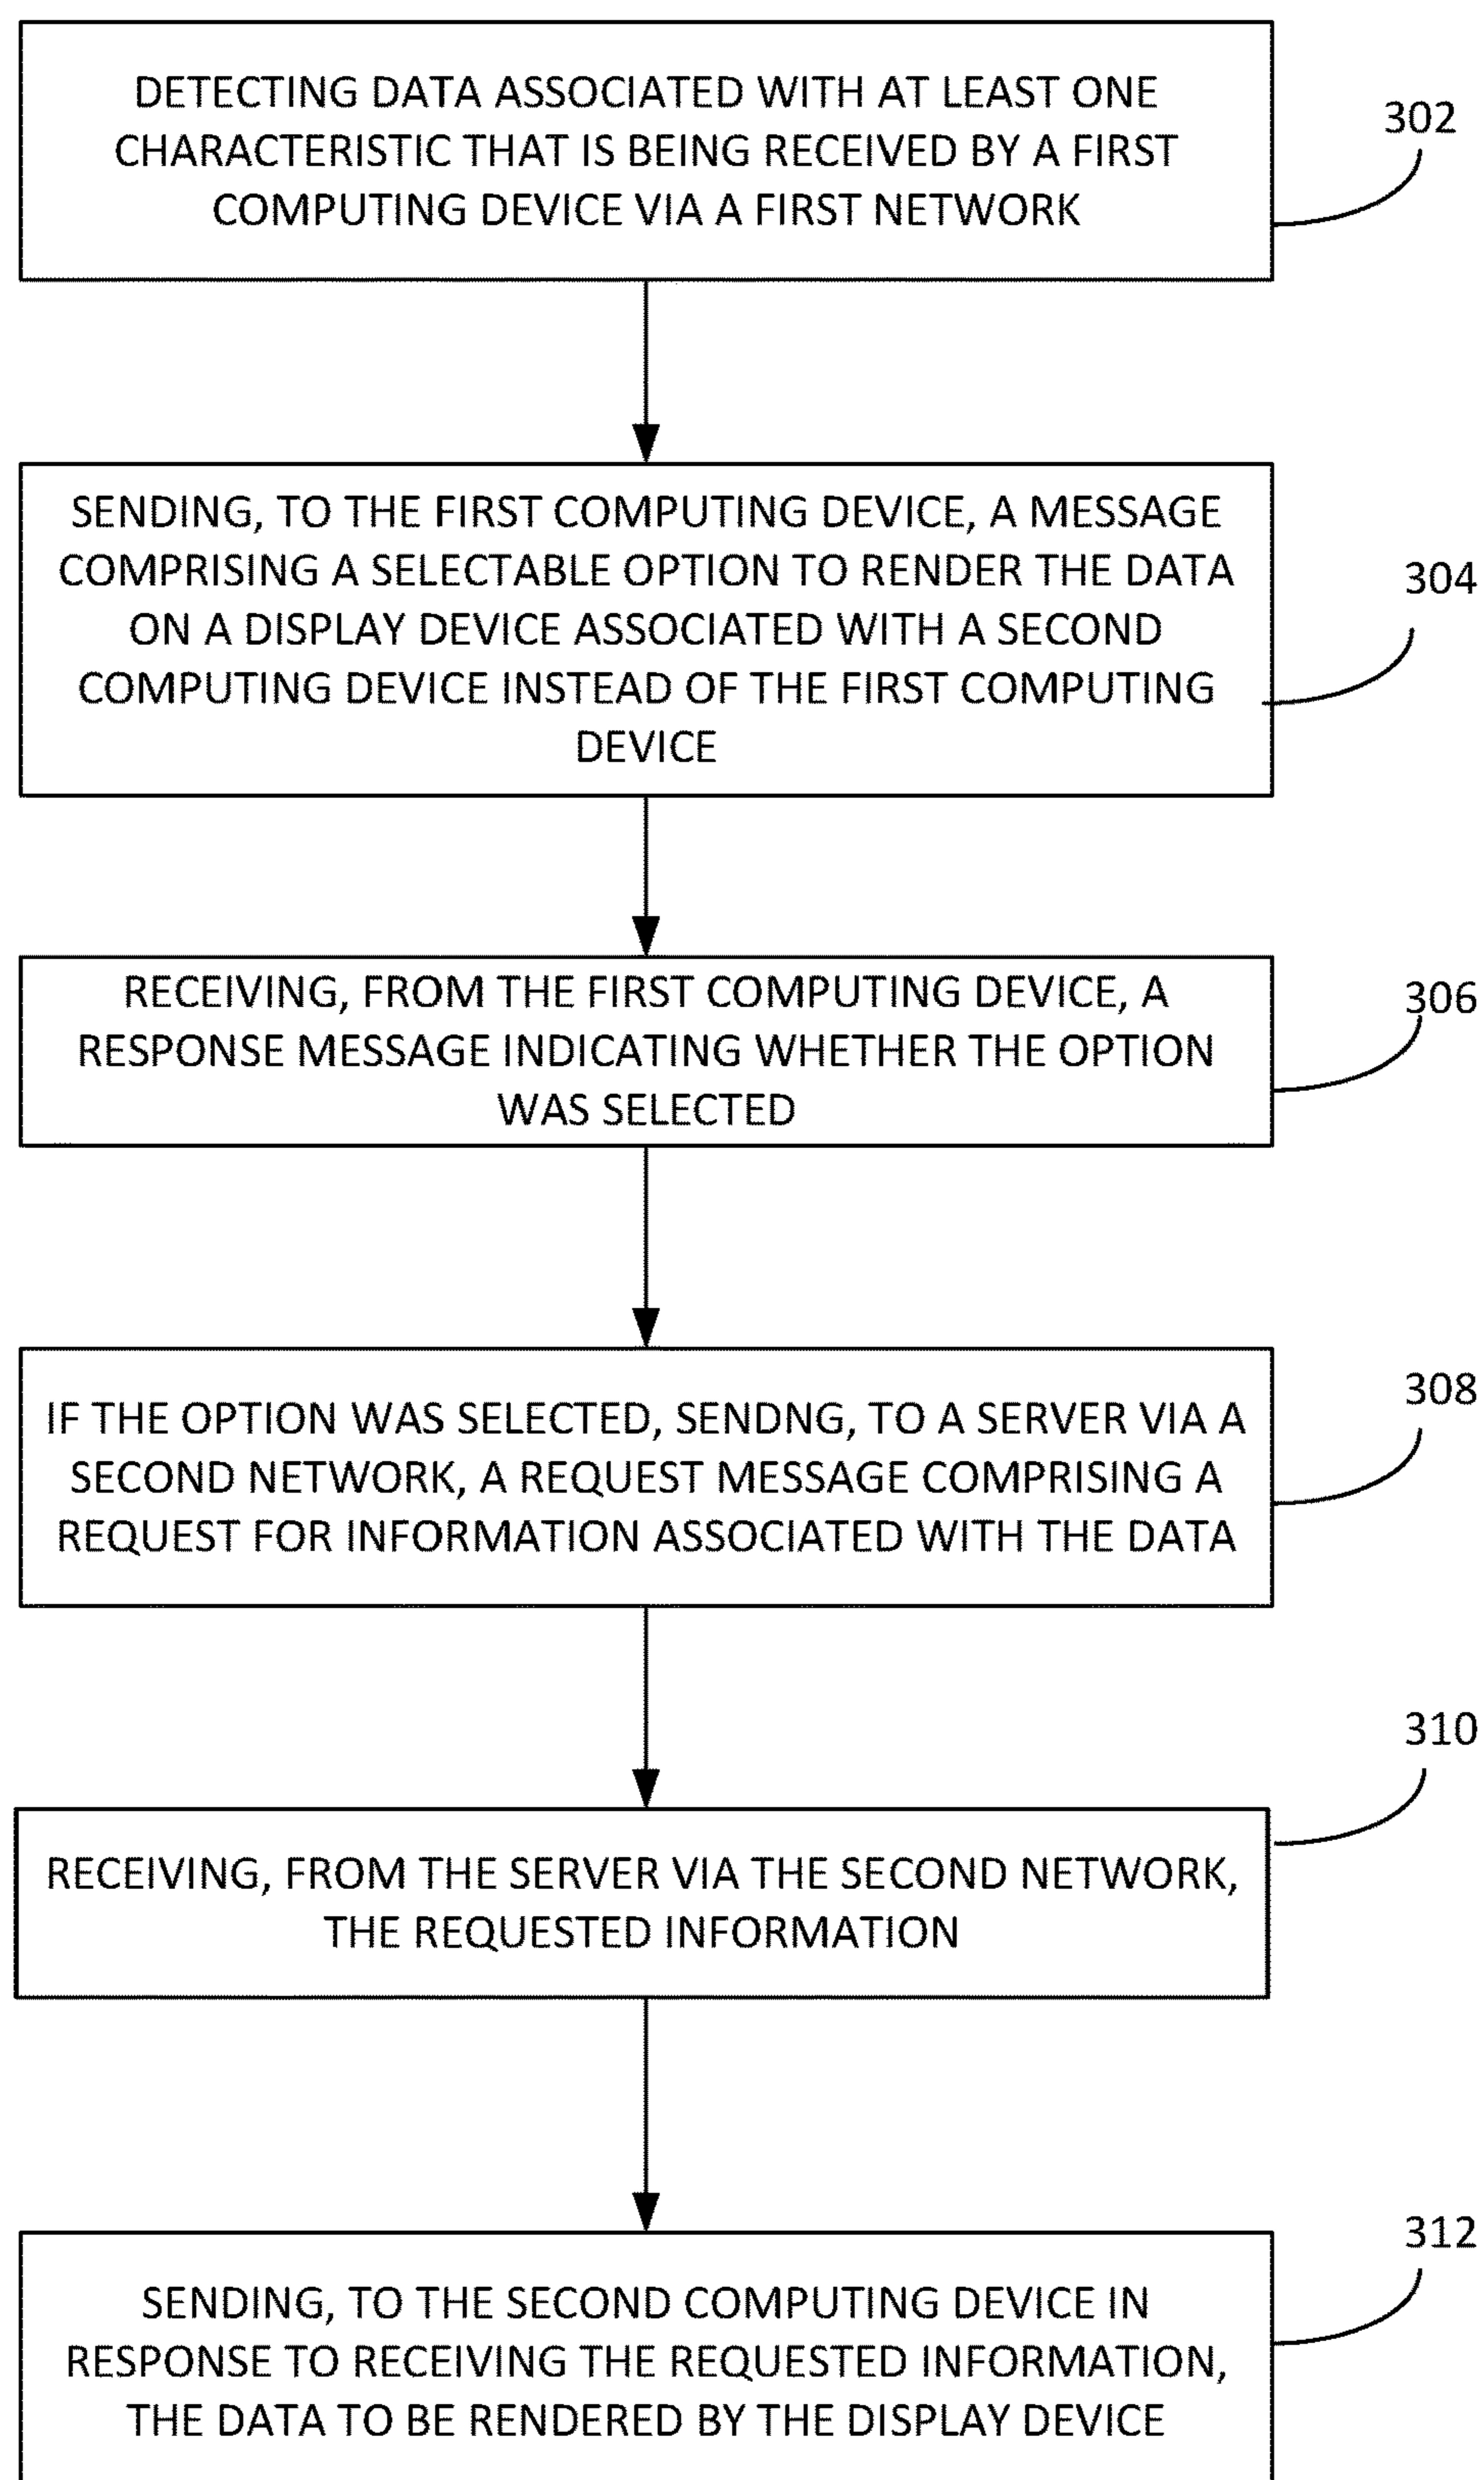 DETECTING DATA ASSOCIATED WITH AT LEAST ONE
CHARACTERISTIC THAT IS BEING RECEIVED BY A FIRST
COMPUTING DEVICE VIA A FIRST NETWORK
302
SENDING, TO THE FIRST COMPUTING DEVICE, A MESSAGE
COMPRISING A SELECTABLE OPTION TO RENDER THE DATA
ON A DISPLAY DEVICE ASSOCIATED WITH A SECOND
COMPUTING DEVICE INSTEAD OF THE FIRST COMPUTING
DEVICE
304
RECEIVING, FROM THE FIRST COMPUTING DEVICE, A
RESPONSE MESSAGE INDICATING WHETHER THE OPTION
WAS SELECTED
306
IF THE OPTION WAS SELECTED, SENDNG, TO A SERVER VIA A
SECOND NETWORK, A REQUEST MESSAGE COMPRISING A
REQUEST FOR INFORMATION ASSOCIATED WITH THE DATA
308
RECEIVING, FROM THE SERVER VIA THE SECOND NETWORK,
THE REQUESTED INFORMATION
310
SENDING, TO THE SECOND COMPUTING DEVICE IN
RESPONSE TO RECEIVING THE REQUESTED INFORMATION,
THE DATA TO BE RENDERED BY THE DISPLAY DEVICE
312